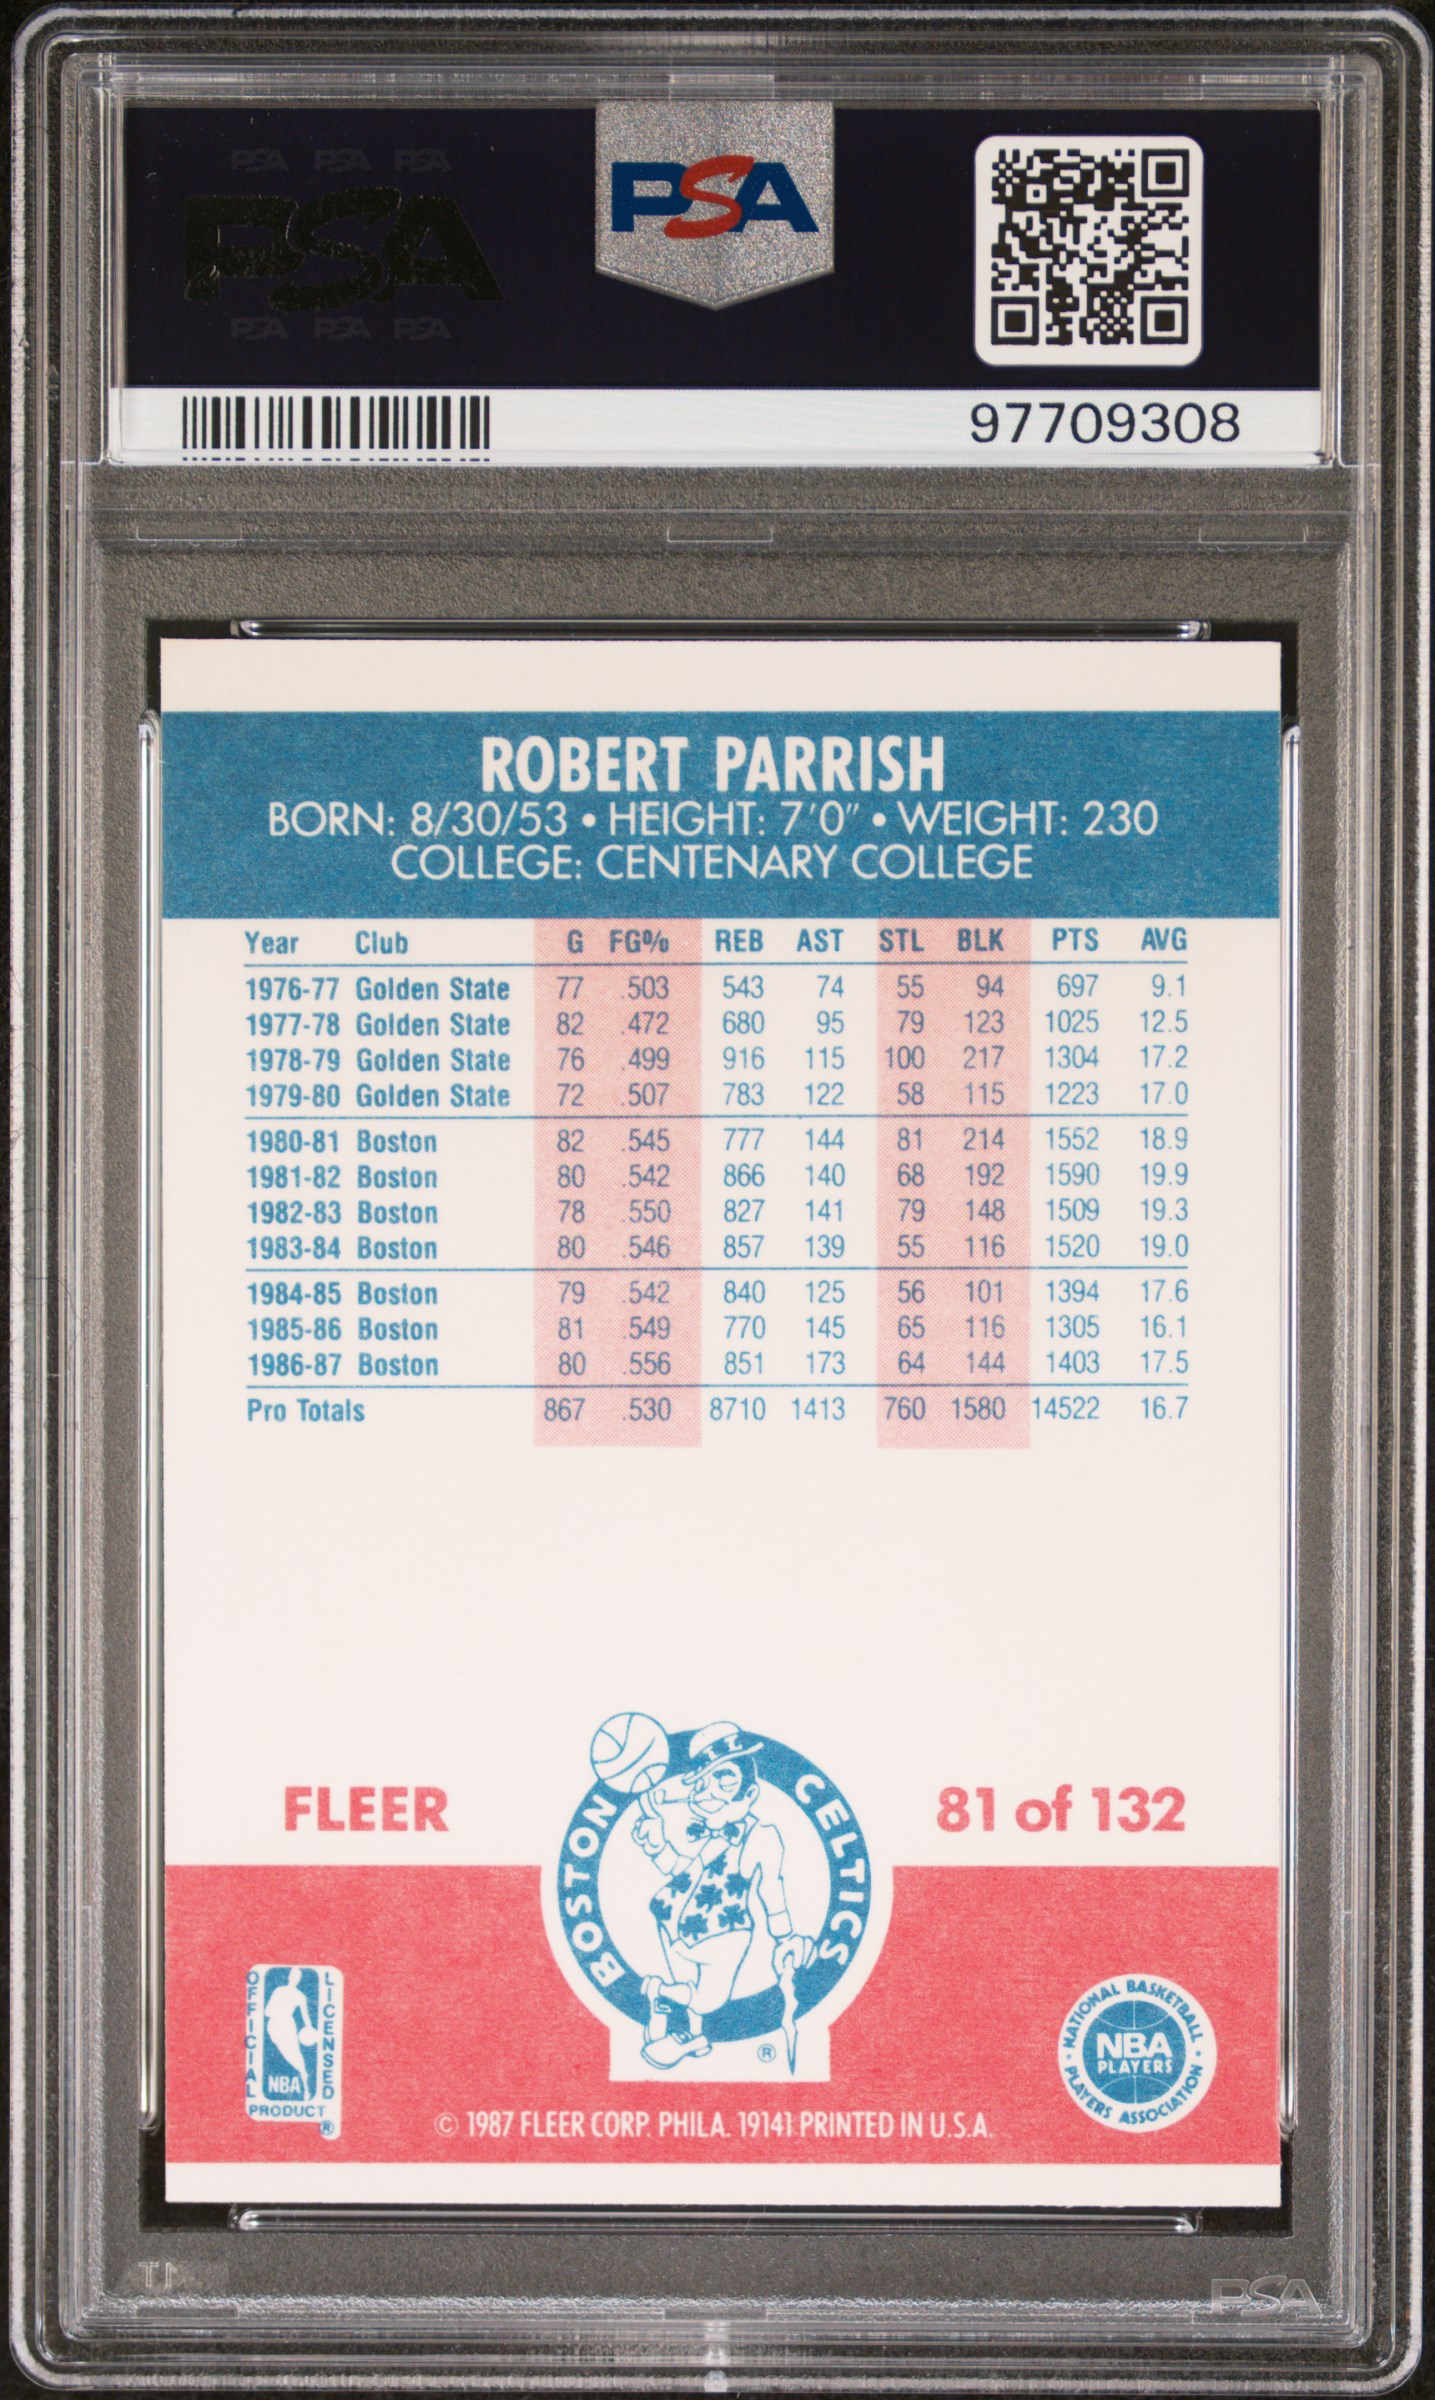 PSA PSA PSA
PSA
PSA PSA PSA
PSA
97709308
ROBERT PARRISH
BORN: 8/30/53 • HEIGHT: 7'0" • WEIGHT: 230
COLLEGE: CENTENARY COLLEGE
Year Club G FG% REB AST STL BLK PTS AVG
1976-77 Golden State 77 .503 543 74 55 94 697 9.1
1977-78 Golden State 82 .472 680 95 79 123 1025 12.5
1978-79 Golden State 76 .499 916 115 100 217 1304 17.2
1979-80 Golden State 72 .507 783 122 58 115 1223 17.0
1980-81 Boston 82 .545 777 144 81 214 1552 18.9
1981-82 Boston 80 .542 866 140 68 192 1590 19.9
1982-83 Boston 78 .550 827 141 79 148 1509 19.3
1983-84 Boston 80 .546 857 139 55 116 1520 19.0
1984-85 Boston 79 .542 840 125 56 101 1394 17.6
1985-86 Boston 81 .549 770 145 65 116 1305 16.1
1986-87 Boston 80 .556 851 173 64 144 1403 17.5
Pro Totals 867 .530 8710 1413 760 1580 14522 16.7
FLEER
BOSTON CELTICS
®
81 of 132
OFFICIAL LICENSED
NBA
PRODUCT
®
NATIONAL BASKETBALL
NBA
PLAYERS
PLAYERS ASSOCIATION
© 1987 FLEER CORP. PHILA. 19141 PRINTED IN U.S.A.
PSA